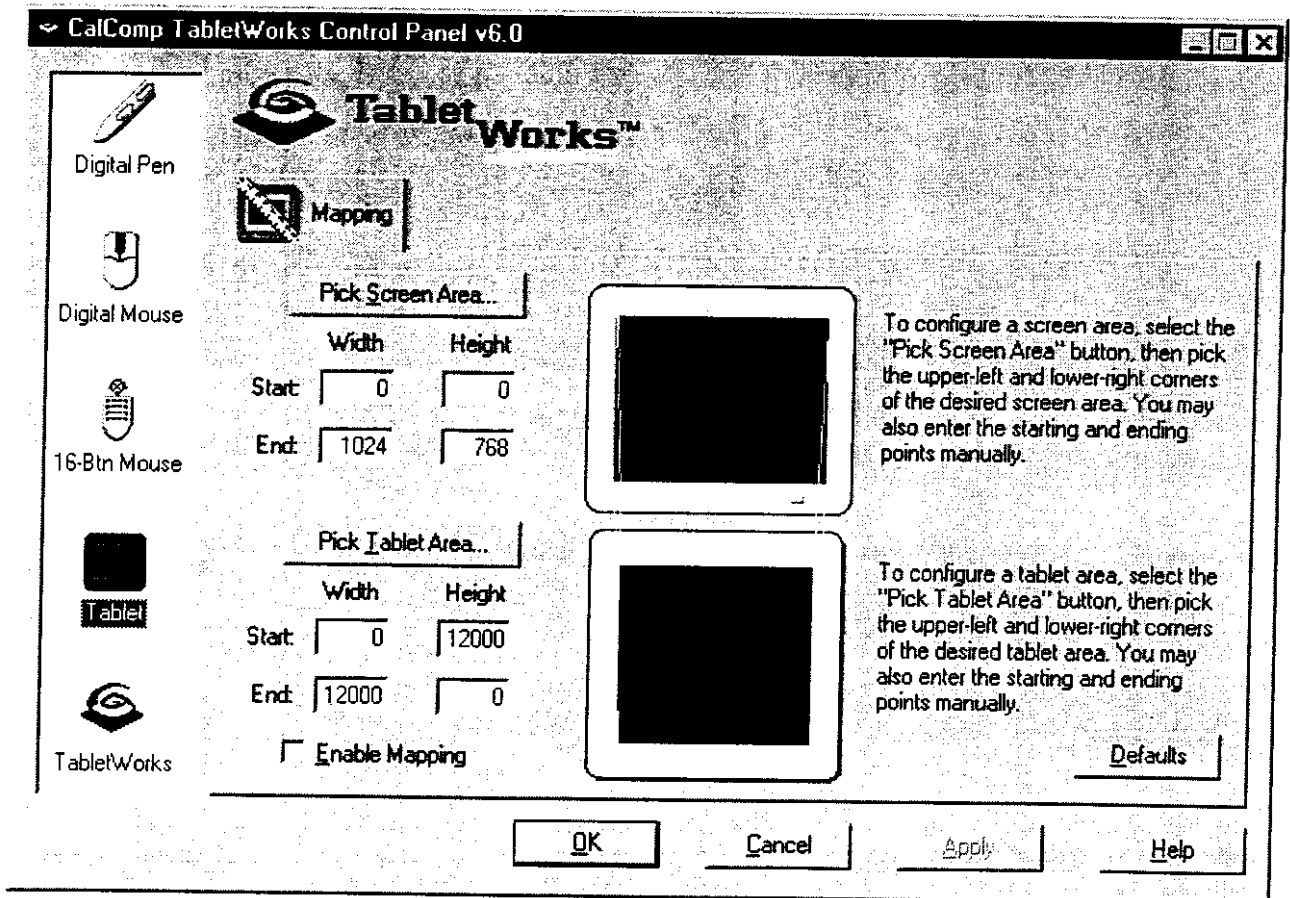 CalComp TabletWorks Control Panel v6.0
Digital Pen
Digital Mouse
16-Btn Mouse
Tablet
TabletWorks
Tablet
Works™
Mapping
Pick Screen Area...
Width Height
Start: 0 0
End: 1024 768
To configure a screen area, select the
"Pick Screen Area" button, then pick
the upper-left and lower-right corners
of the desired screen area. You may
also enter the starting and ending
points manually.
Pick Tablet Area...
Width Height
Start: 0 12000
End: 12000 0
Enable Mapping
To configure a tablet area, select the
"Pick Tablet Area" button, then pick
the upper-left and lower-right corners
of the desired tablet area. You may
also enter the starting and ending
points manually.
Defaults
OK Cancel Apply Help